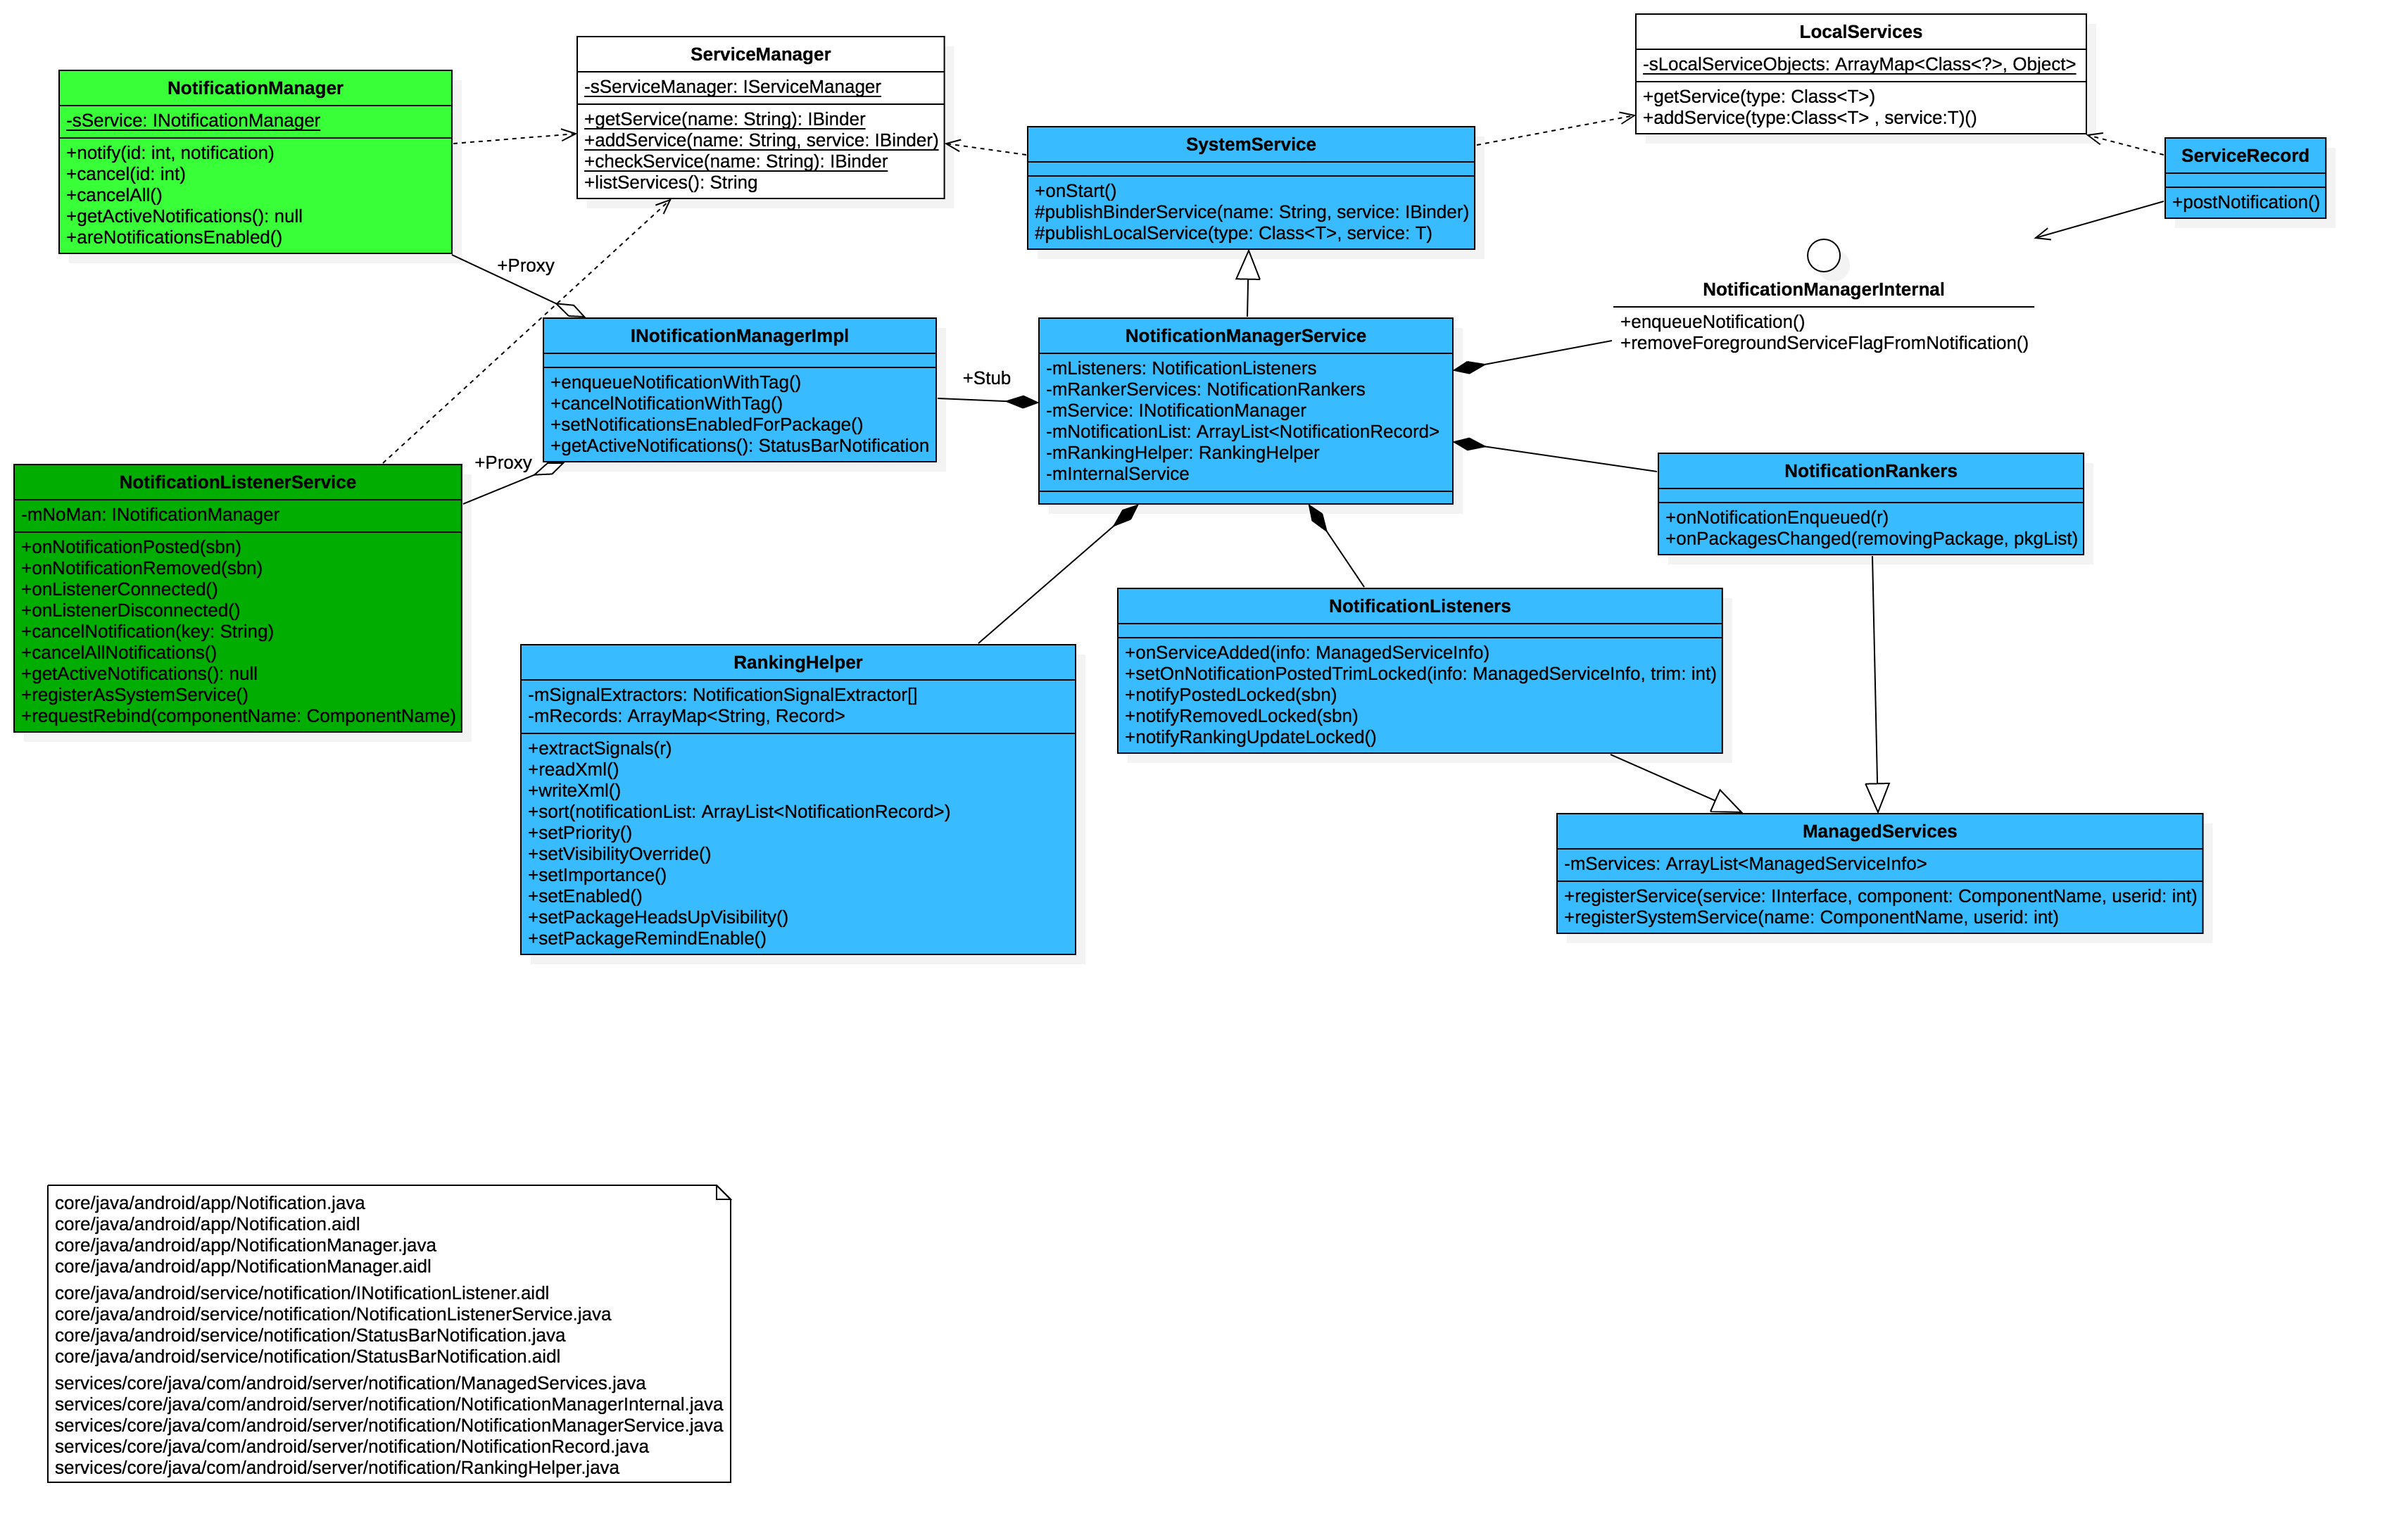 NotificationManager
-sService: INotificationManager
+notify(id: int, notification)
+cancel(id: int)
+cancelAll()
+getActiveNotifications(): null
+areNotificationsEnabled()
ServiceManager
-sServiceManager: IServiceManager
+getService(name: String): IBinder
+addService(name: String, service: IBinder)
+checkService(name: String): IBinder
+listServices(): String
LocalServices
-sLocalServiceObjects: ArrayMap<Class<?>, Object>
+getService(type: Class<T>)
+addService(type:Class<T> , service:T)()
SystemService
+onStart()
#publishBinderService(name: String, service: IBinder)
#publishLocalService(type: Class<T>, service: T)
ServiceRecord
+postNotification()
+Proxy
NotificationManagerInternal
+enqueueNotification()
+removeForegroundServiceFlagFromNotification()
INotificationManagerImpl
+enqueueNotificationWithTag()
+cancelNotificationWithTag()
+setNotificationsEnabledForPackage()
+getActiveNotifications(): StatusBarNotification
+Stub
NotificationManagerService
-mListeners: NotificationListeners
-mRankerServices: NotificationRankers
-mService: INotificationManager
-mNotificationList: ArrayList<NotificationRecord>
-mRankingHelper: RankingHelper
-mInternalService
+Proxy
NotificationListenerService
-mNoMan: INotificationManager
+onNotificationPosted(sbn)
+onNotificationRemoved(sbn)
+onListenerConnected()
+onListenerDisconnected()
+cancelNotification(key: String)
+cancelAllNotifications()
+getActiveNotifications(): null
+registerAsSystemService()
+requestRebind(componentName: ComponentName)
NotificationRankers
+onNotificationEnqueued(r)
+onPackagesChanged(removingPackage, pkgList)
NotificationListeners
+onServiceAdded(info: ManagedServiceInfo)
+setOnNotificationPostedTrimLocked(info: ManagedServiceInfo, trim: int)
+notifyPostedLocked(sbn)
+notifyRemovedLocked(sbn)
+notifyRankingUpdateLocked()
RankingHelper
-mSignalExtractors: NotificationSignalExtractor[]
-mRecords: ArrayMap<String, Record>
+extractSignals(r)
+readXml()
+writeXml()
+sort(notificationList: ArrayList<NotificationRecord>)
+setPriority()
+setVisibilityOverride()
+setImportance()
+setEnabled()
+setPackageHeadsUpVisibility()
+setPackageRemindEnable()
ManagedServices
-mServices: ArrayList<ManagedServiceInfo>
+registerService(service: IInterface, component: ComponentName, userid: int)
+registerSystemService(name: ComponentName, userid: int)
core/java/android/app/Notification.java
core/java/android/app/Notification.aidl
core/java/android/app/NotificationManager.java
core/java/android/app/NotificationManager.aidl
core/java/android/service/notification/INotificationListener.aidl
core/java/android/service/notification/NotificationListenerService.java
core/java/android/service/notification/StatusBarNotification.java
core/java/android/service/notification/StatusBarNotification.aidl
services/core/java/com/android/server/notification/ManagedServices.java
services/core/java/com/android/server/notification/NotificationManagerInternal.java
services/core/java/com/android/server/notification/NotificationManagerService.java
services/core/java/com/android/server/notification/NotificationRecord.java
services/core/java/com/android/server/notification/RankingHelper.java